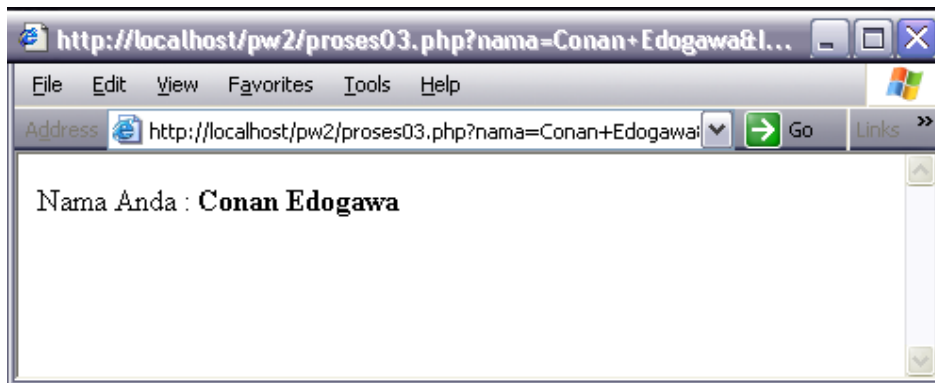 http://localhost/pw2/proses03.php?nama=Conan+Edogawa&l...
File Edit View Favorites Tools Help
Address http://localhost/pw2/proses03.php?nama=Conan+Edogawa Go Links »
Nama Anda : Conan Edogawa